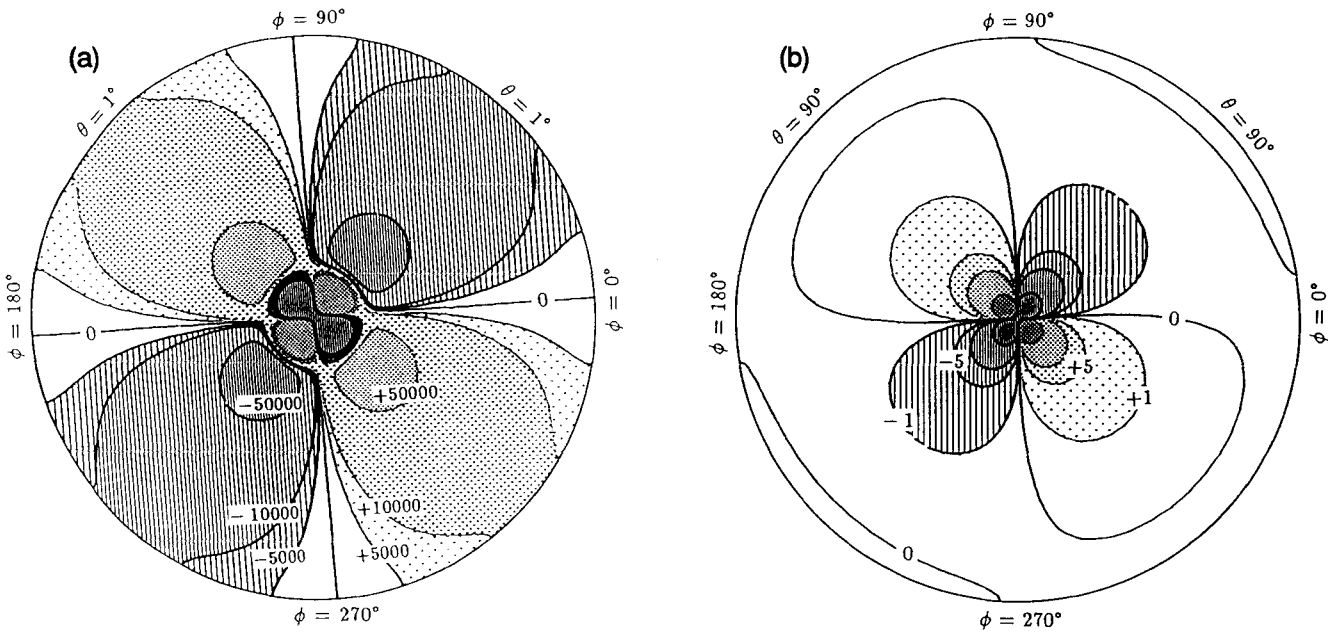 (a)
ϕ = 90°
θ = 1°
θ = 1°
ϕ = 180°
0
0
ϕ = 0°
−50000
+50000
−10000
+10000
−5000
+5000
ϕ = 270°
(b)
ϕ = 90°
θ = 90°
θ = 90°
ϕ = 180°
0
ϕ = 0°
−5
+5
−1
+1
0
ϕ = 270°